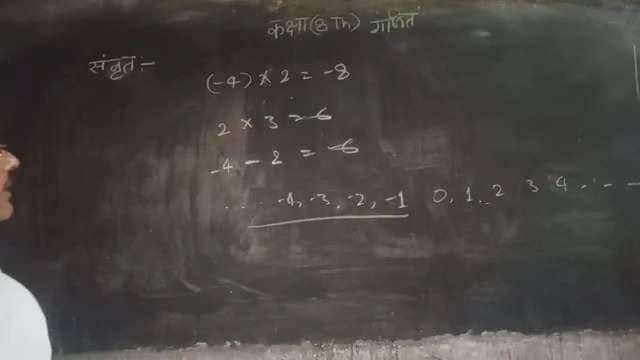 कक्षा(8Th) गणित
संवृत:-
(-4) × 2 = -8
2 × 3 = 6
-4 - 2 = -6
... -4, -3, -2, -1 0, 1, 2 3 4 ...